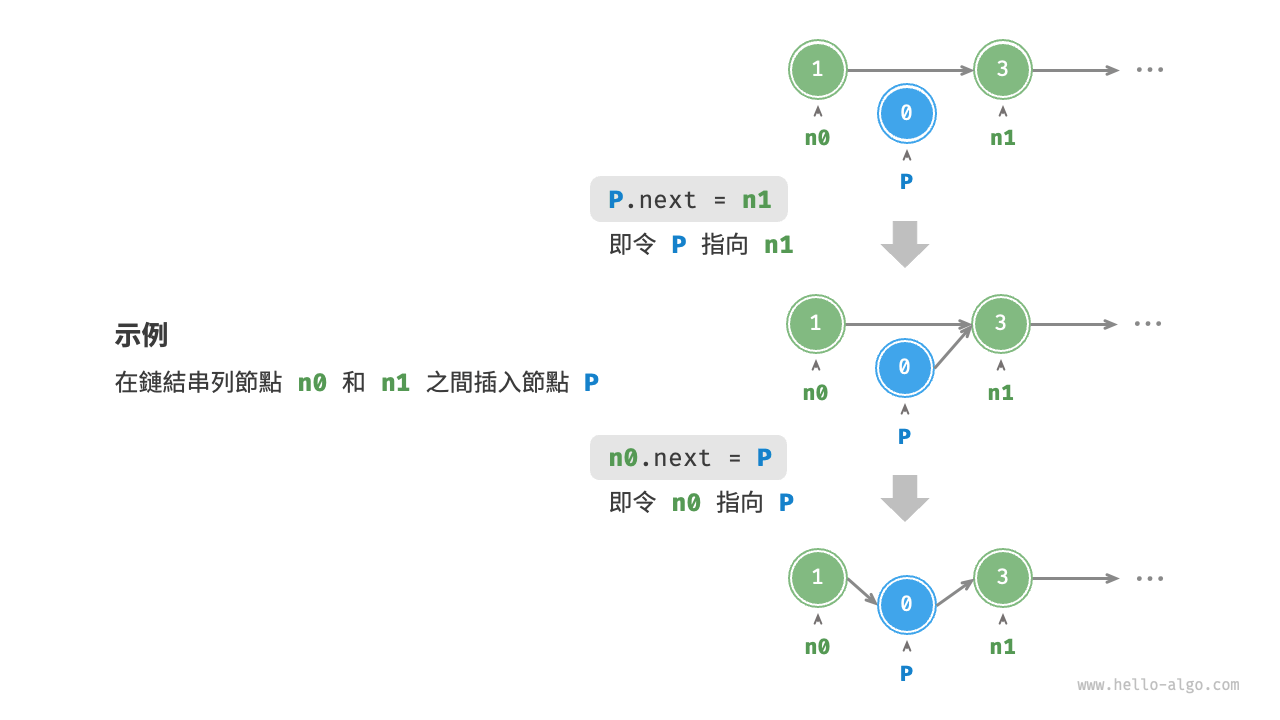 1 3 ...
0
n0 n1
P
P.next = n1
即令 P 指向 n1
1 3 ...
0
示例
在鏈結串列節點 n0 和 n1 之間插入節點 P
n0 n1
P
n0.next = P
即令 n0 指向 P
1 3 ...
0
n0 n1
P
www.hello-algo.com